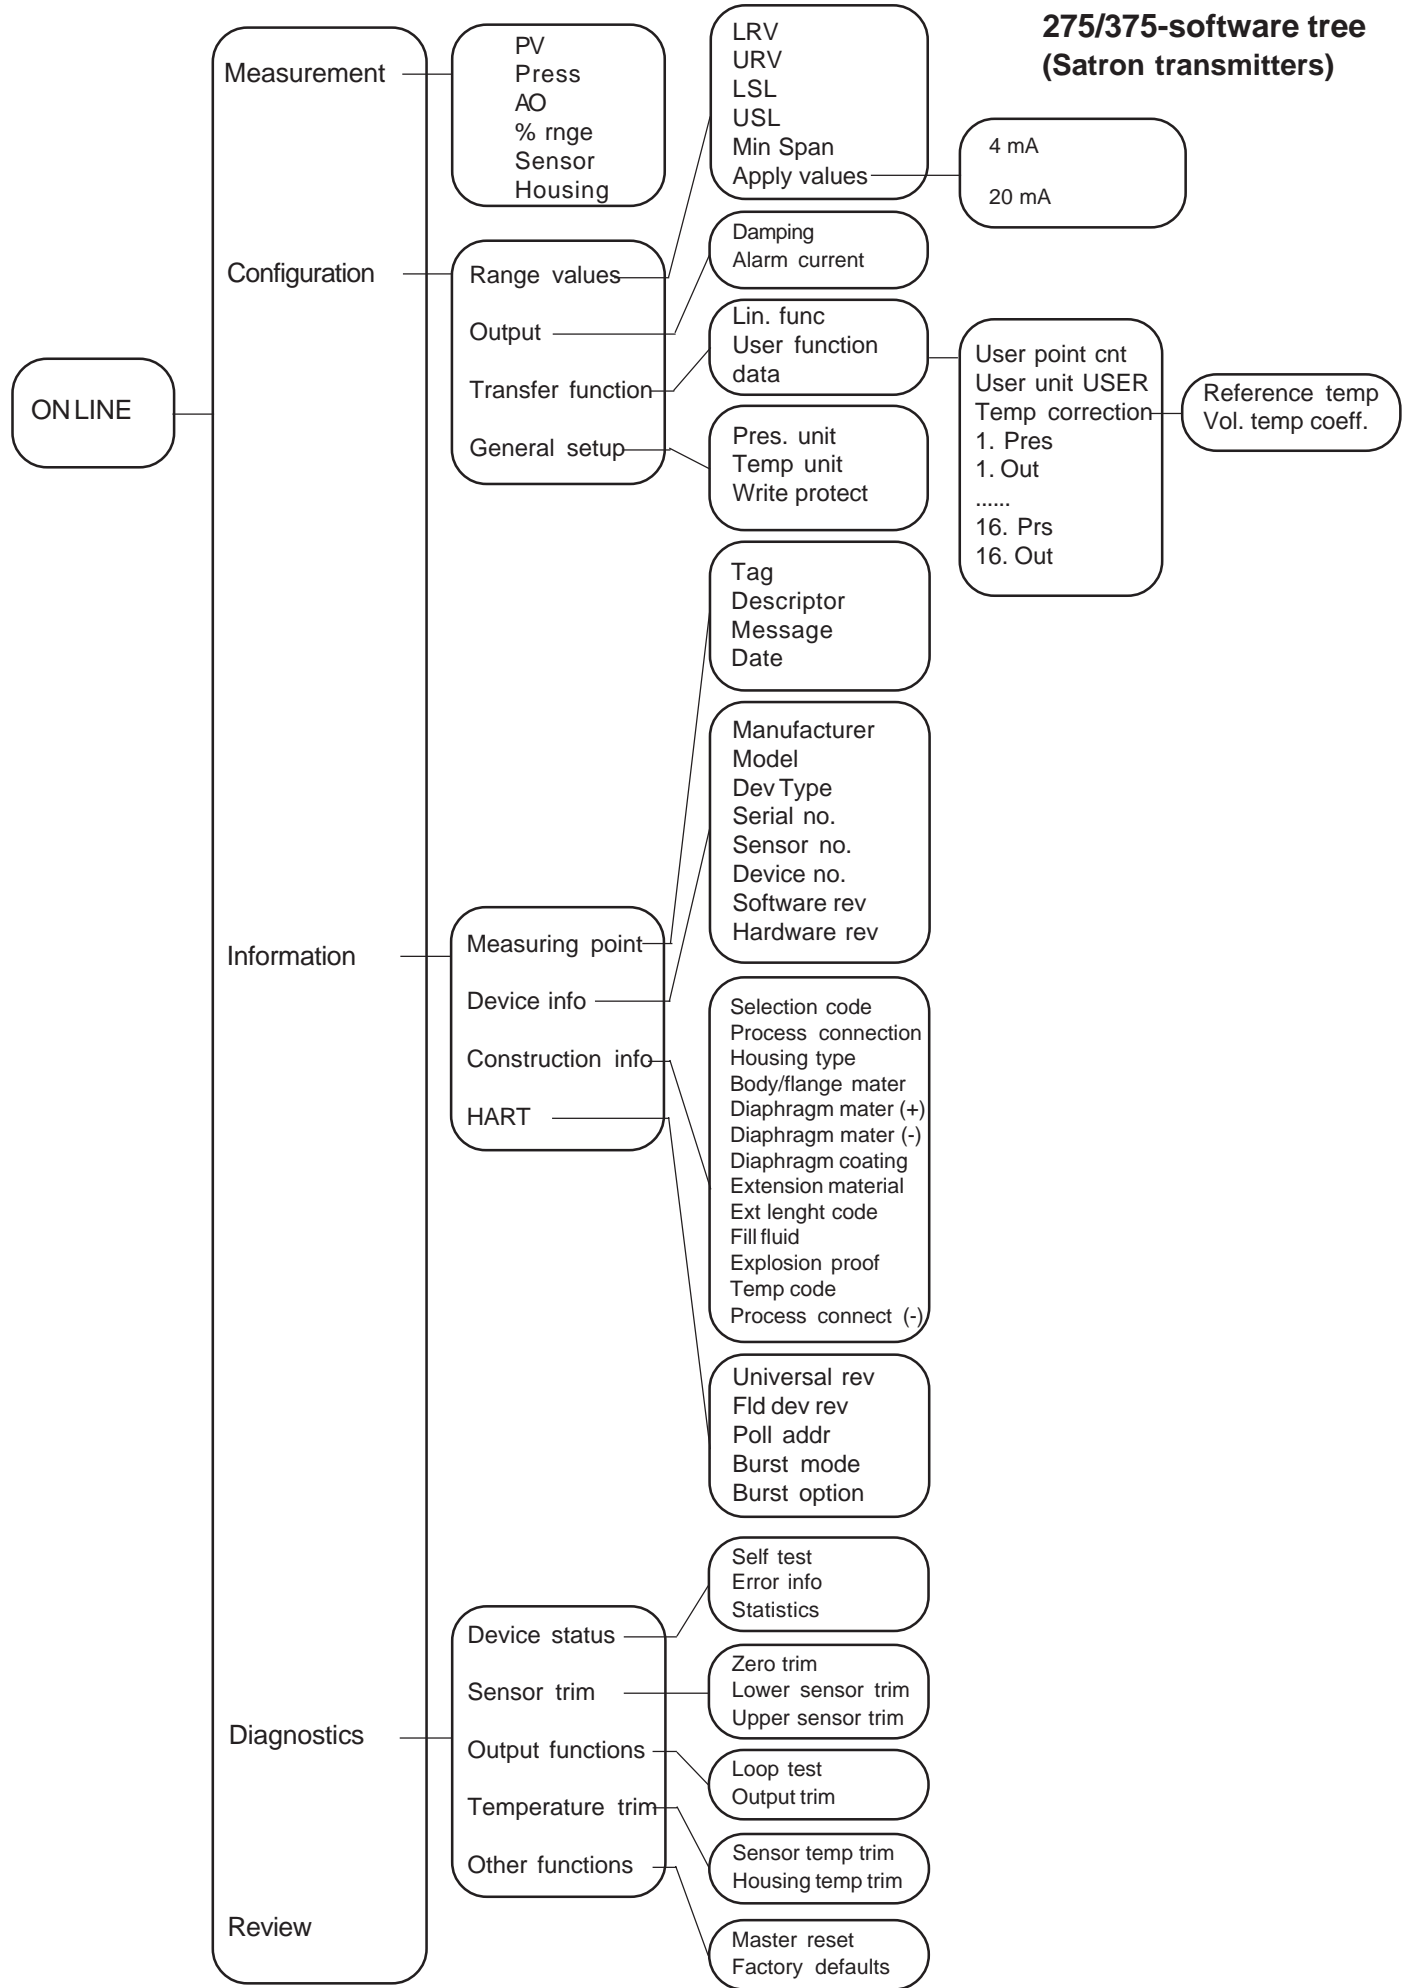 275/375-software tree
(Satron transmitters)
ON LINE
Measurement
Configuration
Information
Diagnostics
Review
PV
Press
AO
% rnge
Sensor
Housing
Range values
Output
Transfer function
General setup
LRV
URV
LSL
USL
Min Span
Apply values
4 mA
20 mA
Damping
Alarm current
Lin. func
User function
data
User point cnt
User unit USER
Temp correction
1. Pres
1. Out
......
16. Prs
16. Out
Reference temp
Vol. temp coeff.
Pres. unit
Temp unit
Write protect
Measuring point
Device info
Construction info
HART
Tag
Descriptor
Message
Date
Manufacturer
Model
Dev Type
Serial no.
Sensor no.
Device no.
Software rev
Hardware rev
Selection code
Process connection
Housing type
Body/flange mater
Diaphragm mater (+)
Diaphragm mater (-)
Diaphragm coating
Extension material
Ext lenght code
Fill fluid
Explosion proof
Temp code
Process connect (-)
Universal rev
Fld dev rev
Poll addr
Burst mode
Burst option
Device status
Sensor trim
Output functions
Temperature trim
Other functions
Self test
Error info
Statistics
Zero trim
Lower sensor trim
Upper sensor trim
Loop test
Output trim
Sensor temp trim
Housing temp trim
Master reset
Factory defaults